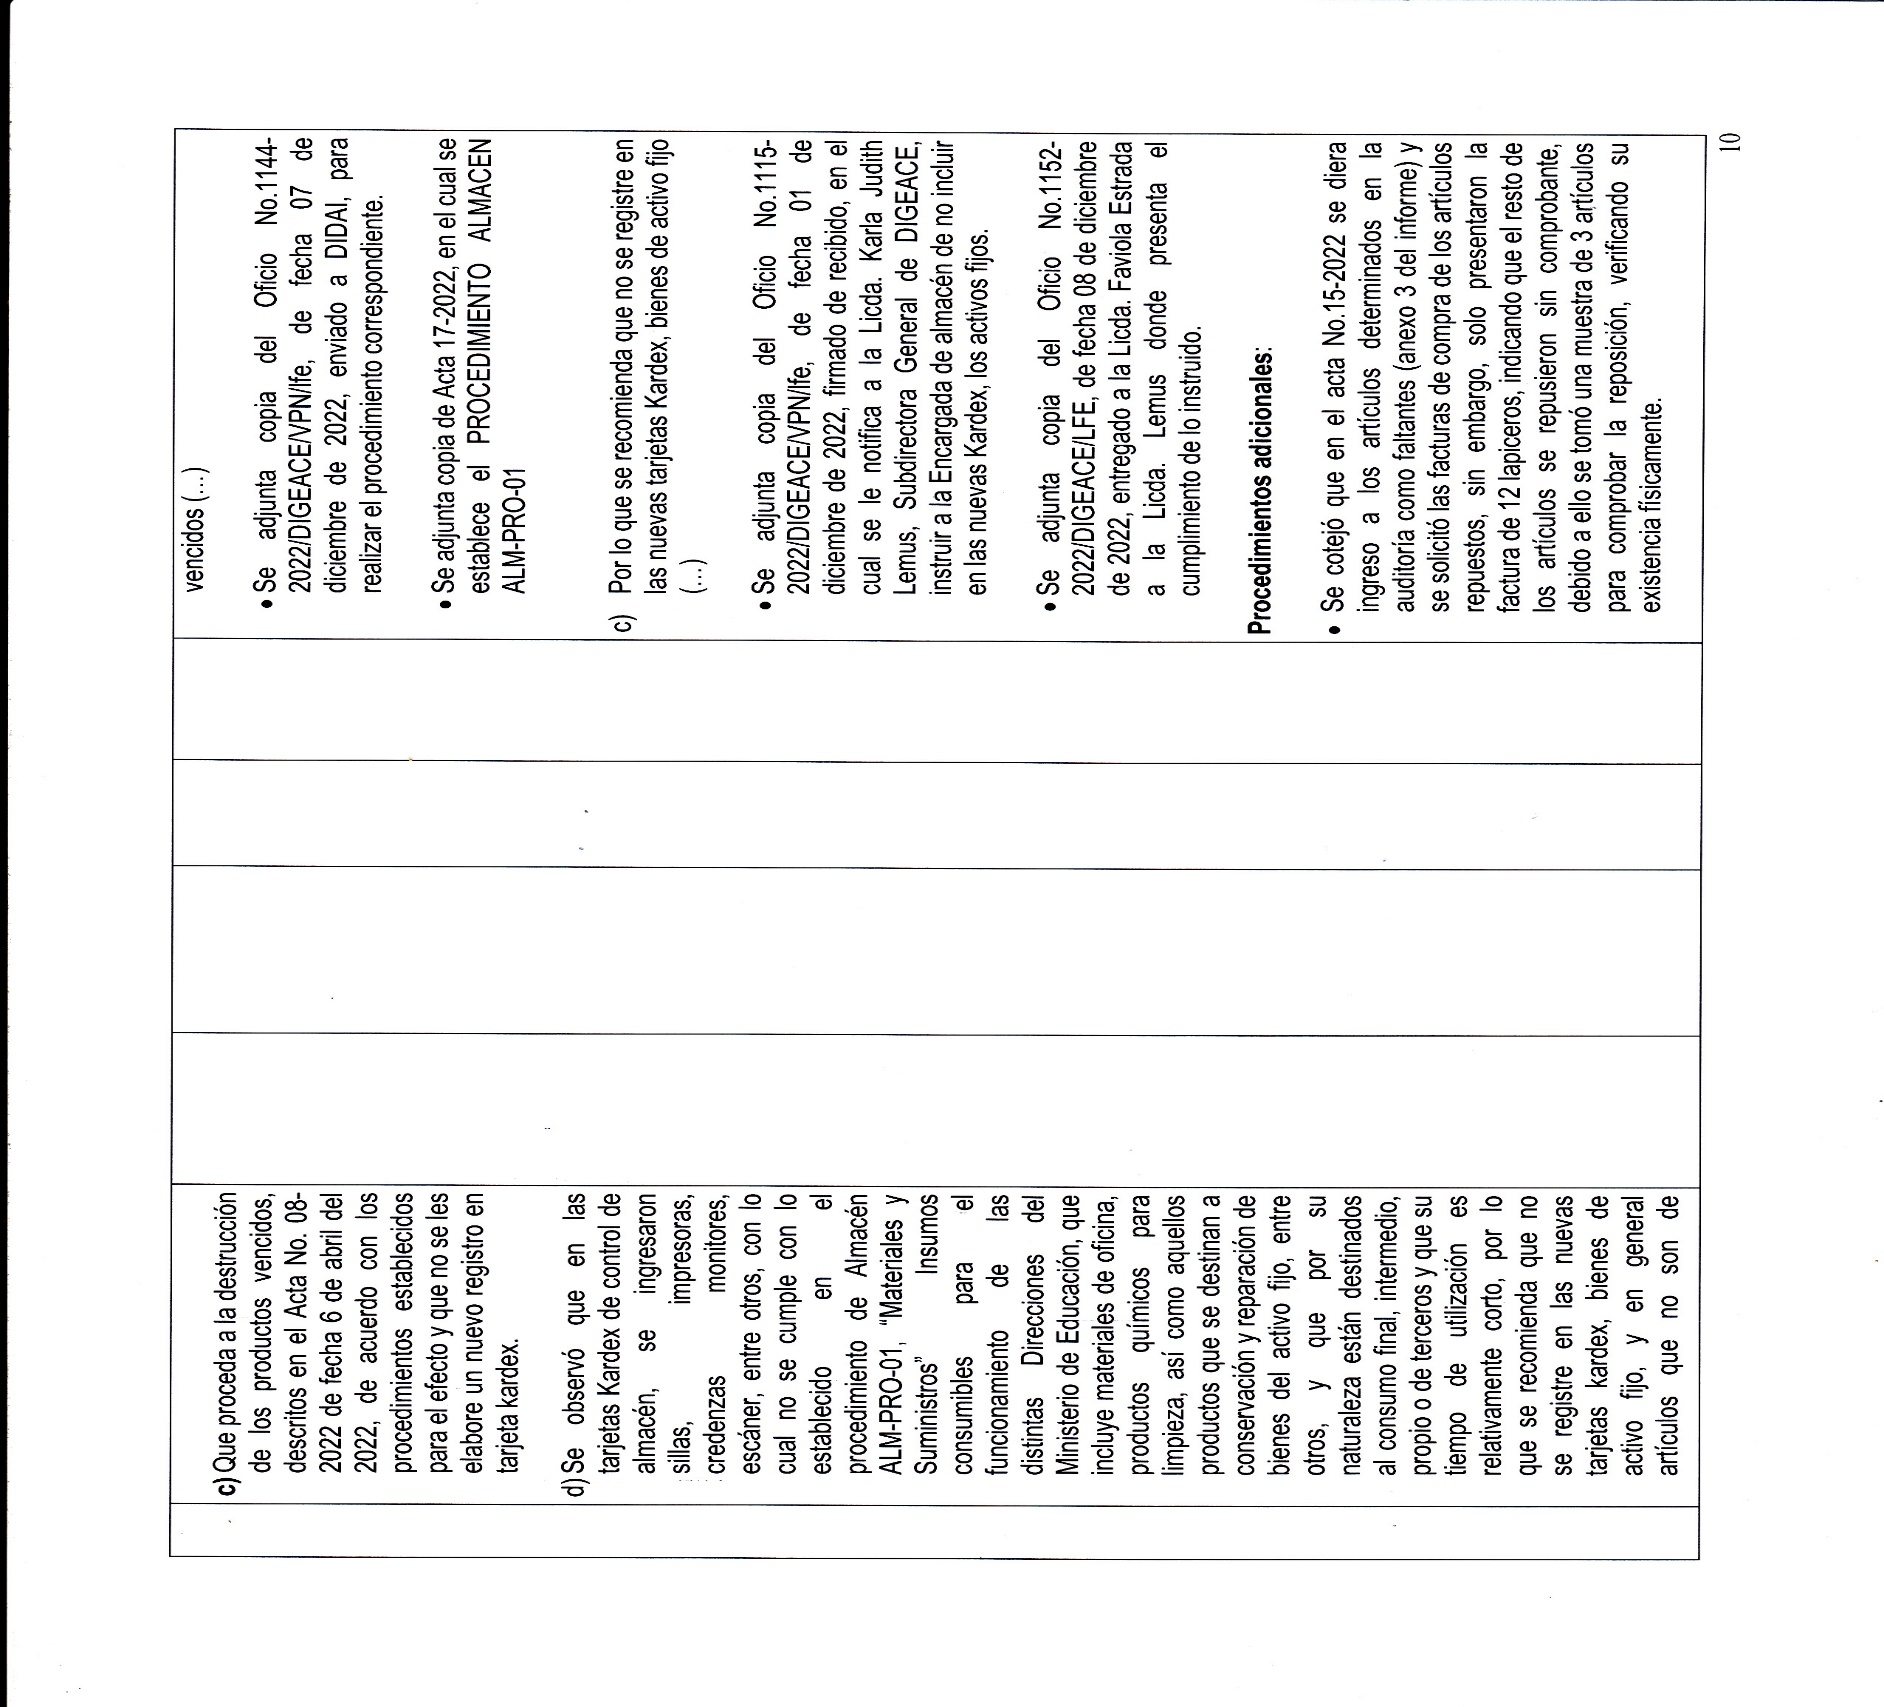 c) Que proceda a la destrucción
de los productos vencidos,
descritos en el Acta No. 08-
2022 de fecha 6 de abril del
2022, de acuerdo con los
procedimientos establecidos
para el efecto y que no se les
elabore un nuevo registro en
tarjeta kardex.
d) Se observó que en las
tarjetas Kardex de control de
almacén, se ingresaron
sillas, impresoras,
credenzas monitores,
escáner, entre otros, con lo
cual no se cumple con lo
establecido en el
procedimiento de Almacén
ALM-PRO-01, “Materiales y
Suministros” Insumos
consumibles para el
funcionamiento de las
distintas Direcciones del
Ministerio de Educación, que
incluye materiales de oficina,
productos químicos para
limpieza, así como aquellos
productos que se destinan a
conservación y reparación de
bienes del activo fijo, entre
otros, y que por su
naturaleza están destinados
al consumo final, intermedio,
propio o de terceros y que su
tiempo de utilización es
relativamente corto, por lo
que se recomienda que no
se registre en las nuevas
tarjetas kardex, bienes de
activo fijo, y en general
artículos que no son de
vencidos (...)
• Se adjunta copia del Oficio No.1144-
2022/DIGEACE/VPN/lfe, de fecha 07 de
diciembre de 2022, enviado a DIDAI, para
realizar el procedimiento correspondiente.
• Se adjunta copia de Acta 17-2022, en el cual se
establece el PROCEDIMIENTO ALMACEN
ALM-PRO-01
c) Por lo que se recomienda que no se registre en
las nuevas tarjetas Kardex, bienes de activo fijo
(...)
• Se adjunta copia del Oficio No.1115-
2022/DIGEACE/VPN/lfe, de fecha 01 de
diciembre de 2022, firmado de recibido, en el
cual se le notifica a la Licda. Karla Judith
Lemus, Subdirectora General de DIGEACE,
instruir a la Encargada de almacén de no incluir
en las nuevas Kardex, los activos fijos.
• Se adjunta copia del Oficio No.1152-
2022/DIGEACE/LFE, de fecha 08 de diciembre
de 2022, entregado a la Licda. Faviola Estrada
a la Licda. Lemus donde presenta el
cumplimiento de lo instruido.
Procedimientos adicionales:
• Se cotejó que en el acta No.15-2022 se diera
ingreso a los artículos determinados en la
auditoría como faltantes (anexo 3 del informe) y
se solicitó las facturas de compra de los artículos
repuestos, sin embargo, solo presentaron la
factura de 12 lapiceros, indicando que el resto de
los artículos se repusieron sin comprobante,
debido a ello se tomó una muestra de 3 artículos
para comprobar la reposición, verificando su
existencia físicamente.
10